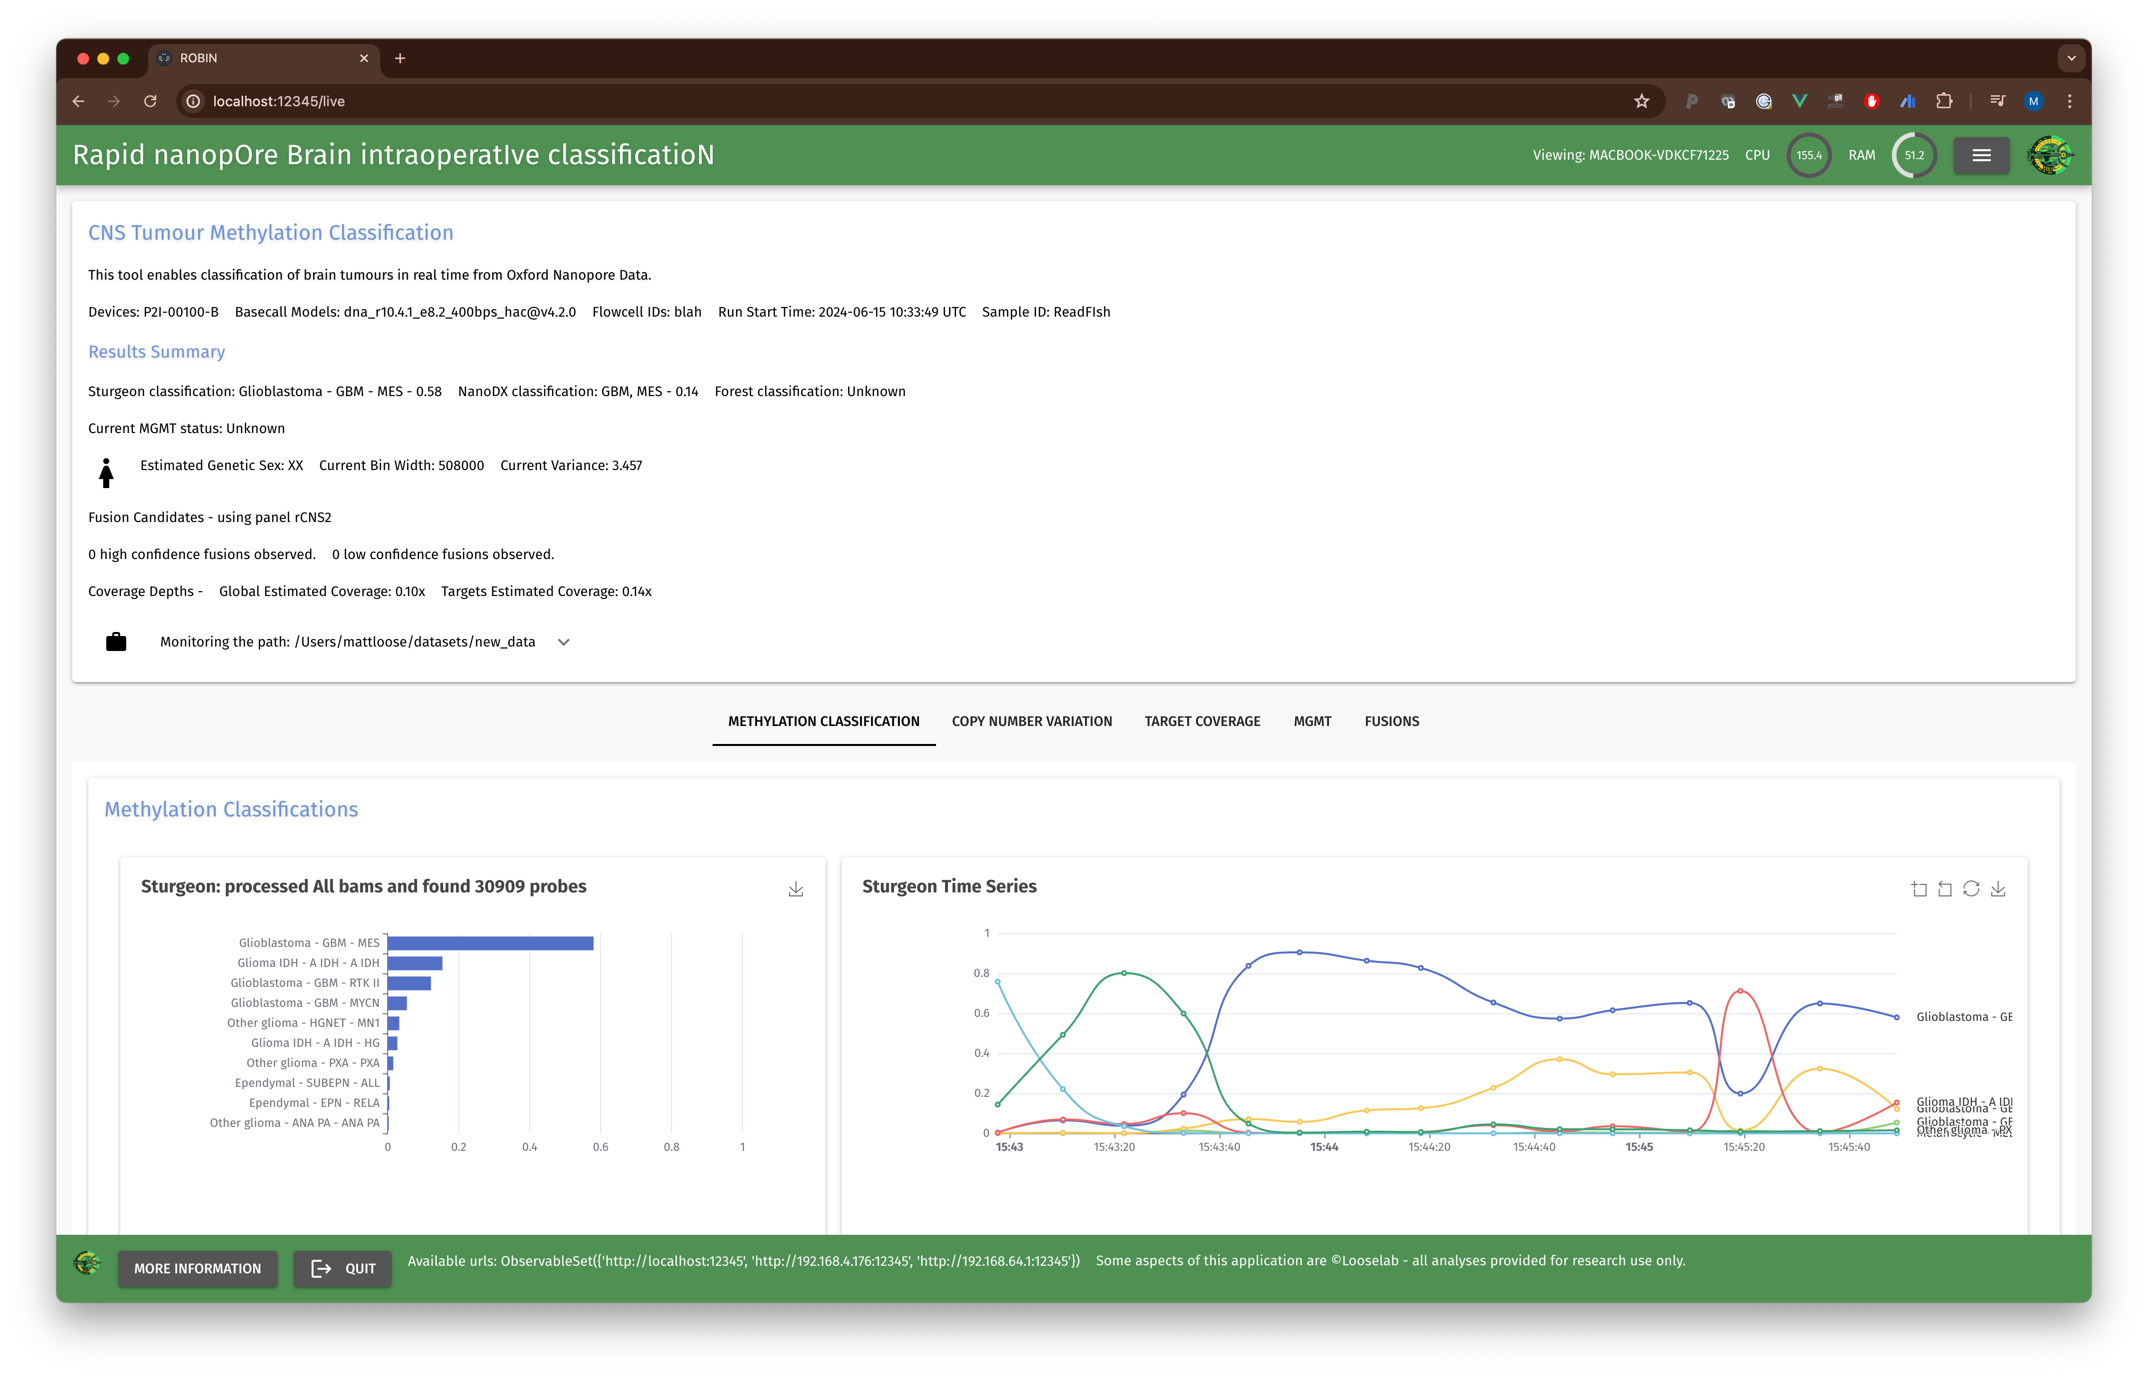 ROBIN
localhost:12345/live
M
Rapid nanopOre Brain intraoperatIve classificatioN
Viewing: MACBOOK-VDKCF71225 CPU 155.4 RAM 51.2
CNS Tumour Methylation Classification
This tool enables classification of brain tumours in real time from Oxford Nanopore Data.
Devices: P2I-00100-B Basecall Models: dna_r10.4.1_e8.2_400bps_hac@v4.2.0 Flowcell IDs: blah Run Start Time: 2024-06-15 10:33:49 UTC Sample ID: ReadFIsh
Results Summary
Sturgeon classification: Glioblastoma - GBM - MES - 0.58 NanoDX classification: GBM, MES - 0.14 Forest classification: Unknown
Current MGMT status: Unknown
Estimated Genetic Sex: XX Current Bin Width: 508000 Current Variance: 3.457
Fusion Candidates - using panel rCNS2
0 high confidence fusions observed. 0 low confidence fusions observed.
Coverage Depths - Global Estimated Coverage: 0.10x Targets Estimated Coverage: 0.14x
Monitoring the path: /Users/mattloose/datasets/new_data
METHYLATION CLASSIFICATION COPY NUMBER VARIATION TARGET COVERAGE MGMT FUSIONS
Methylation Classifications
Sturgeon: processed All bams and found 30909 probes
Glioblastoma - GBM - MES
Glioma IDH - A IDH - A IDH
Glioblastoma - GBM - RTK II
Glioblastoma - GBM - MYCN
Other glioma - HGNET - MN1
Glioma IDH - A IDH - HG
Other glioma - PXA - PXA
Ependymal - SUBEPN - ALL
Ependymal - EPN - RELA
Other glioma - ANA PA - ANA PA
0 0.2 0.4 0.6 0.8 1
Sturgeon Time Series
1
0.8
0.6
0.4
0.2
0
15:43 15:43:20 15:43:40 15:44 15:44:20 15:44:40 15:45 15:45:20 15:45:40
Glioblastoma - GE
Glioma IDH - A IDI
Glioblastoma - GE
Glioblastoma - GE
Other glioma - PX
MORE INFORMATION
QUIT
Available urls: ObservableSet({'http://localhost:12345', 'http://192.168.4.176:12345', 'http://192.168.64.1:12345'}) Some aspects of this application are ©Looselab - all analyses provided for research use only.